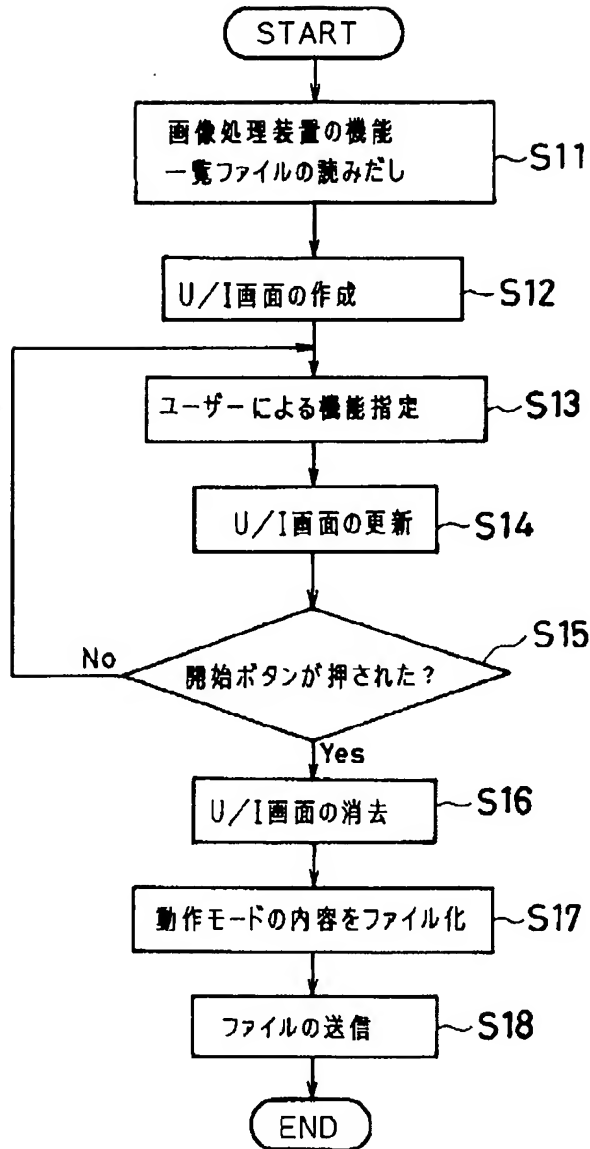 START
画像処理装置の機能
一覧ファイルの読みだし
S11
U/I画面の作成
S12
ユーザーによる機能指定
S13
U/I画面の更新
S14
S15
No
開始ボタンが押された?
Yes
U/I画面の消去
S16
動作モードの内容をファイル化
S17
ファイルの送信
S18
END